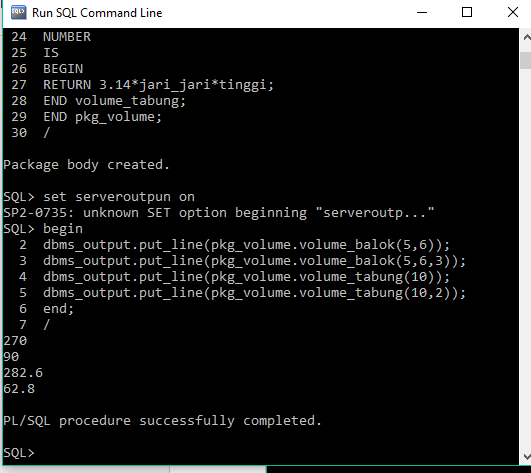 Run SQL Command Line
24 NUMBER
25 IS
26 BEGIN
27 RETURN 3.14*jari_jari*tinggi;
28 END volume_tabung;
29 END pkg_volume;
30 /
Package body created.
SQL> set serveroutpun on
SP2-0735: unknown SET option beginning "serveroutp..."
SQL> begin
2 dbms_output.put_line(pkg_volume.volume_balok(5,6));
3 dbms_output.put_line(pkg_volume.volume_balok(5,6,3));
4 dbms_output.put_line(pkg_volume.volume_tabung(10));
5 dbms_output.put_line(pkg_volume.volume_tabung(10,2));
6 end;
7 /
270
90
282.6
62.8
PL/SQL procedure successfully completed.
SQL>